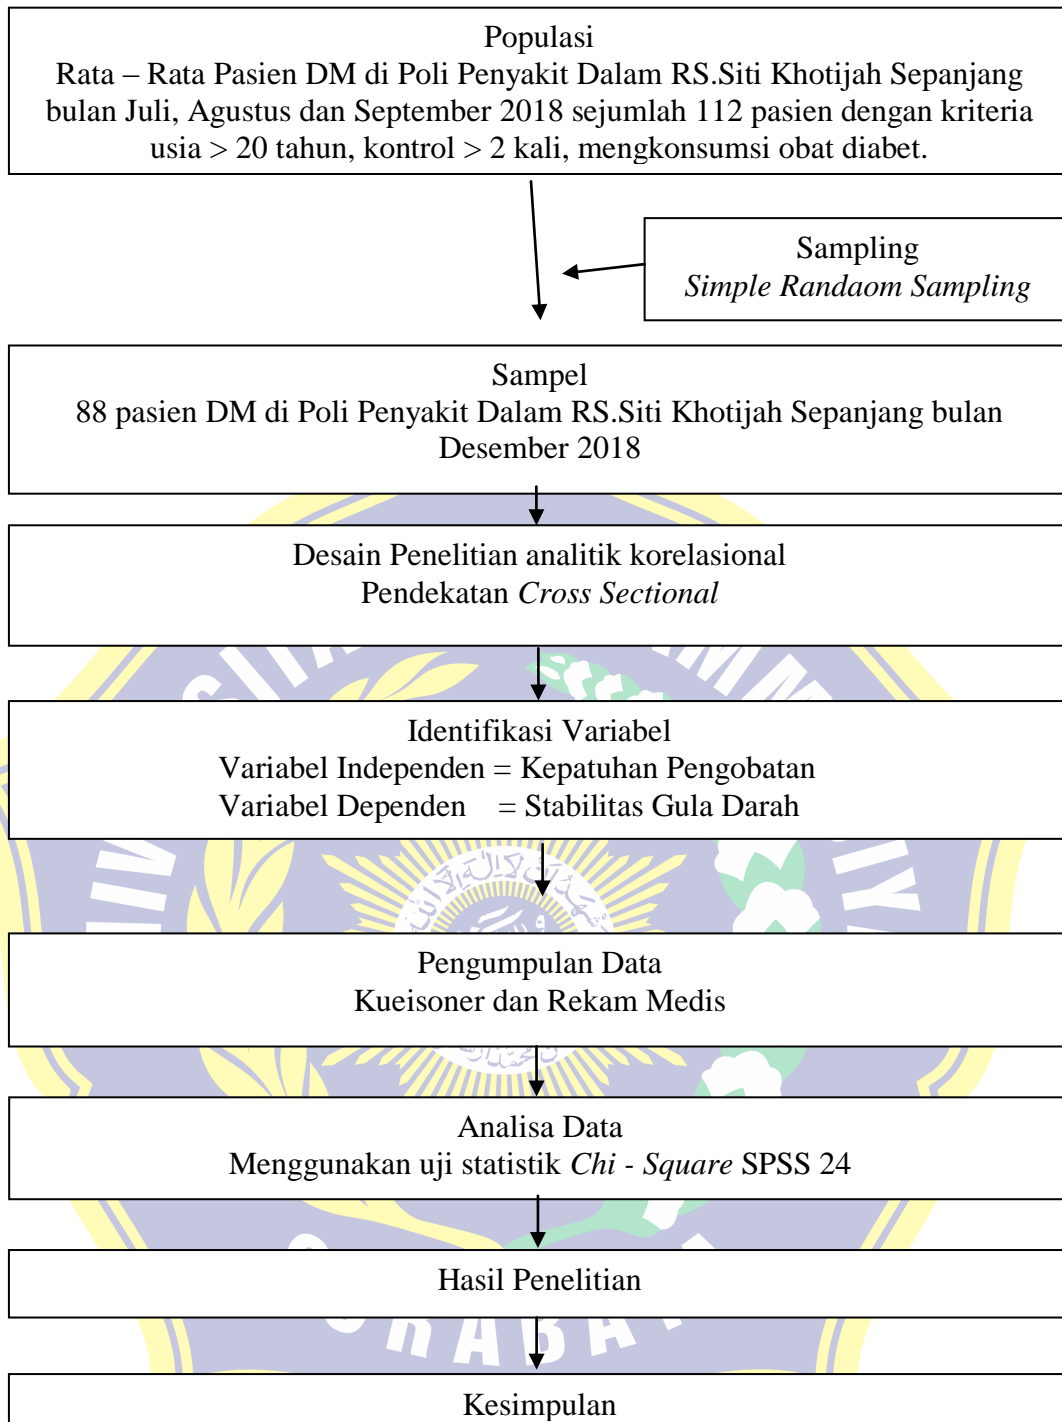 Populasi
Rata – Rata Pasien DM di Poli Penyakit Dalam RS.Siti Khotijah Sepanjang
bulan Juli, Agustus dan September 2018 sejumlah 112 pasien dengan kriteria
usia > 20 tahun, kontrol > 2 kali, mengkonsumsi obat diabet.
Sampling
Simple Randaom Sampling
Sampel
88 pasien DM di Poli Penyakit Dalam RS.Siti Khotijah Sepanjang bulan
Desember 2018
Desain Penelitian analitik korelasional
Pendekatan Cross Sectional
Identifikasi Variabel
Variabel Independen = Kepatuhan Pengobatan
Variabel Dependen = Stabilitas Gula Darah
Pengumpulan Data
Kueisoner dan Rekam Medis
Analisa Data
Menggunakan uji statistik Chi - Square SPSS 24
Hasil Penelitian
Kesimpulan